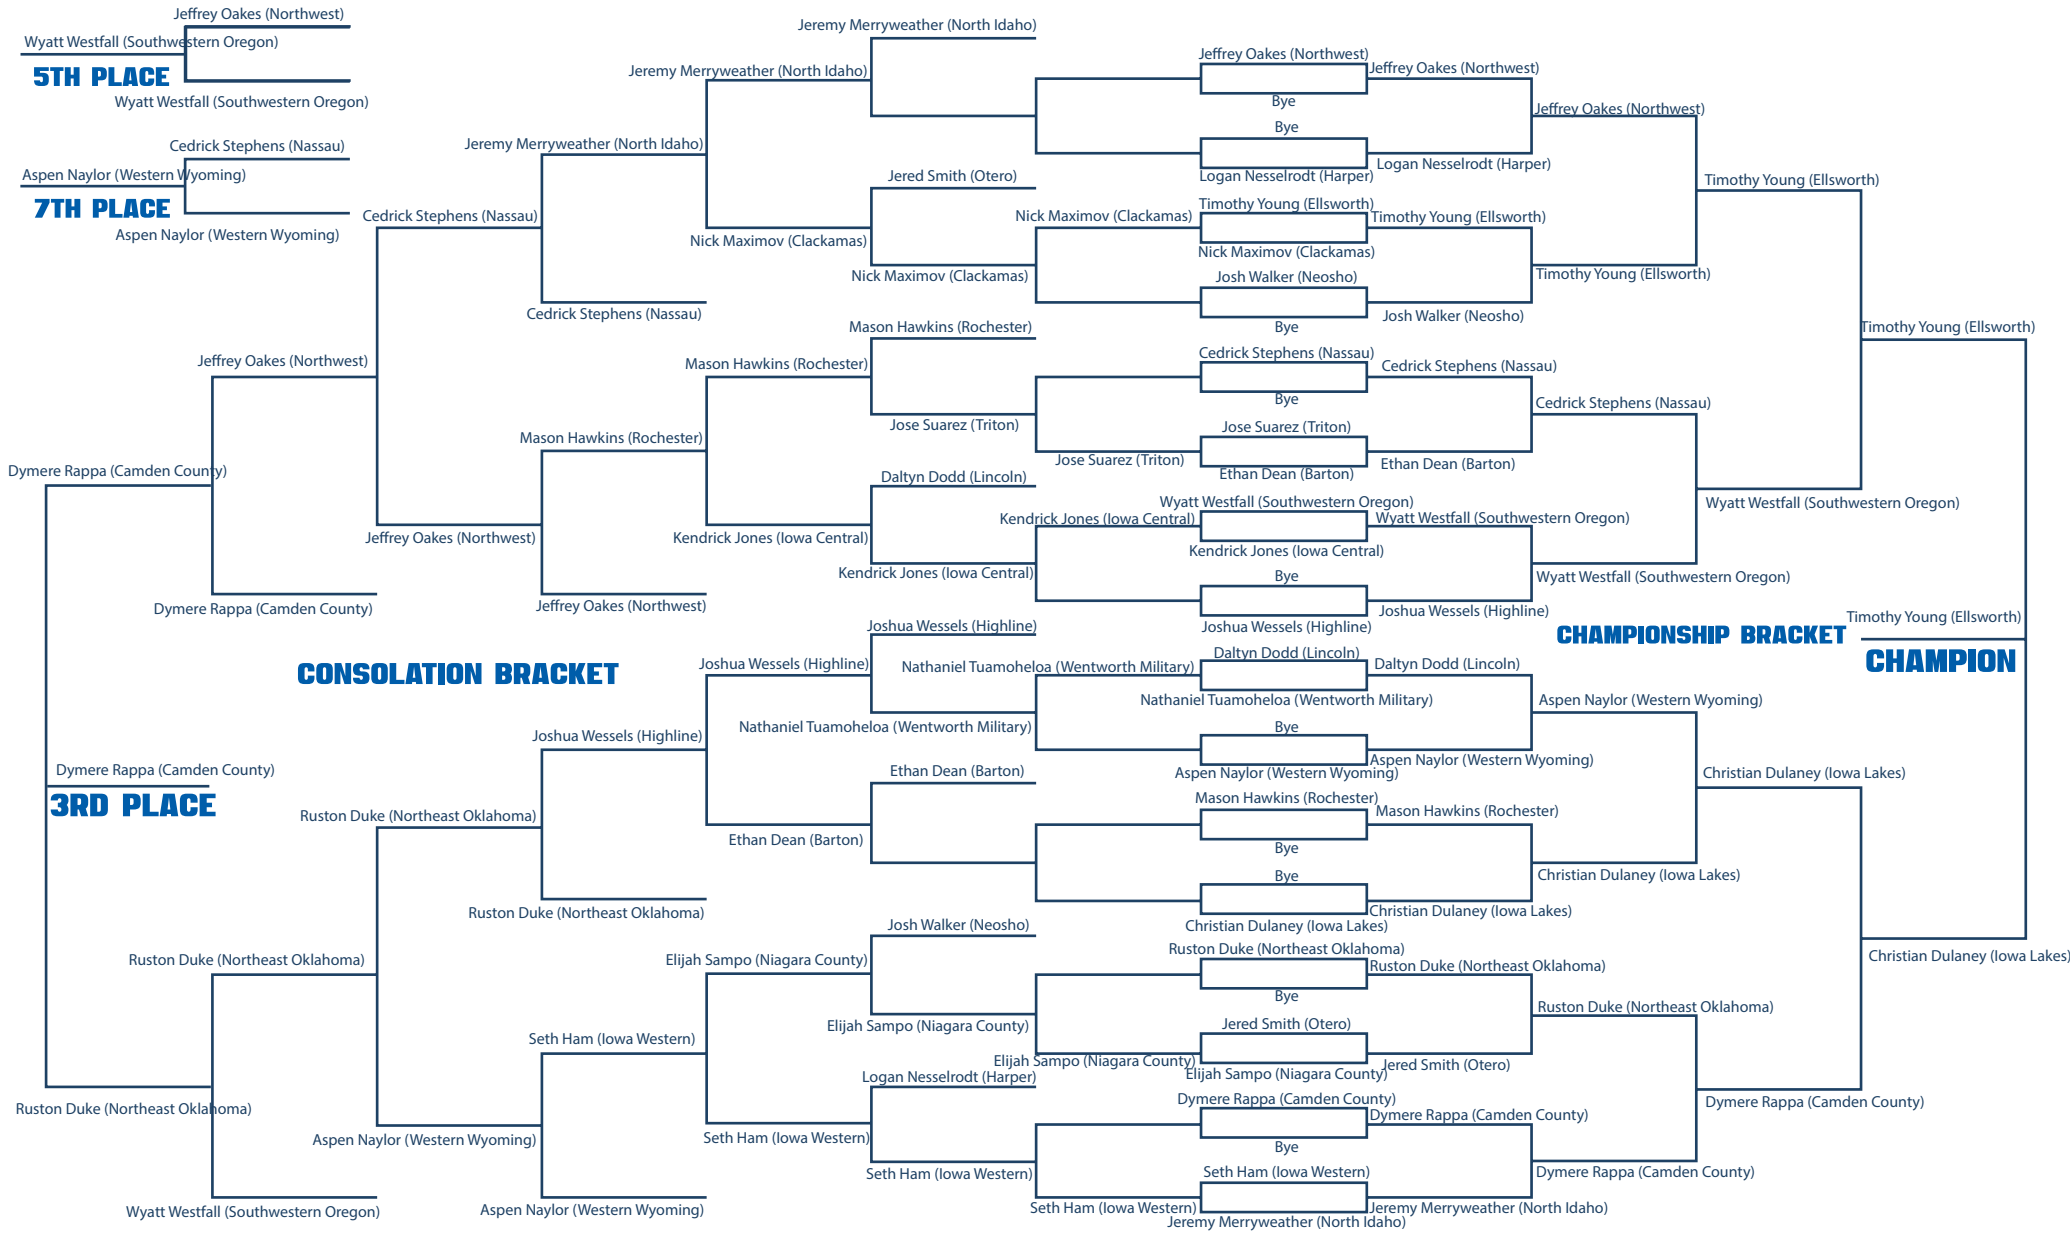 Jeffrey Oakes (Northwest)
Wyatt Westfall (Southwestern Oregon)
5TH PLACE
Wyatt Westfall (Southwestern Oregon)
Cedrick Stephens (Nassau)
Aspen Naylor (Western Wyoming)
7TH PLACE
Aspen Naylor (Western Wyoming)
Dymere Rappa (Camden County)
Dymere Rappa (Camden County)
3RD PLACE
Ruston Duke (Northeast Oklahoma)
Jeffrey Oakes (Northwest)
Dymere Rappa (Camden County)
CONSOLATION BRACKET
Ruston Duke (Northeast Oklahoma)
Wyatt Westfall (Southwestern Oregon)
Cedrick Stephens (Nassau)
Jeffrey Oakes (Northwest)
Ruston Duke (Northeast Oklahoma)
Aspen Naylor (Western Wyoming)
Jeremy Merryweather (North Idaho)
Cedrick Stephens (Nassau)
Mason Hawkins (Rochester)
Jeffrey Oakes (Northwest)
Joshua Wessels (Highline)
Ruston Duke (Northeast Oklahoma)
Seth Ham (Iowa Western)
Aspen Naylor (Western Wyoming)
Jeremy Merryweather (North Idaho)
Nick Maximov (Clackamas)
Mason Hawkins (Rochester)
Kendrick Jones (Iowa Central)
Joshua Wessels (Highline)
Ethan Dean (Barton)
Elijah Sampo (Niagara County)
Seth Ham (Iowa Western)
Jeremy Merryweather (North Idaho)
Jered Smith (Otero)
Nick Maximov (Clackamas)
Mason Hawkins (Rochester)
Jose Suarez (Triton)
Daltyn Dodd (Lincoln)
Kendrick Jones (Iowa Central)
Joshua Wessels (Highline)
Nathaniel Tuamoheloa (Wentworth Military)
Ethan Dean (Barton)
Josh Walker (Neosho)
Elijah Sampo (Niagara County)
Logan Nesselrodt (Harper)
Seth Ham (Iowa Western)
Nick Maximov (Clackamas)
Jose Suarez (Triton)
Kendrick Jones (Iowa Central)
Nathaniel Tuamoheloa (Wentworth Military)
Elijah Sampo (Niagara County)
Seth Ham (Iowa Western)
Jeffrey Oakes (Northwest)
Bye
Bye
Logan Nesselrodt (Harper)
Timothy Young (Ellsworth)
Nick Maximov (Clackamas)
Josh Walker (Neosho)
Bye
Cedrick Stephens (Nassau)
Bye
Jose Suarez (Triton)
Ethan Dean (Barton)
Wyatt Westfall (Southwestern Oregon)
Kendrick Jones (Iowa Central)
Bye
Joshua Wessels (Highline)
Daltyn Dodd (Lincoln)
Nathaniel Tuamoheloa (Wentworth Military)
Bye
Aspen Naylor (Western Wyoming)
Mason Hawkins (Rochester)
Bye
Bye
Christian Dulaney (Iowa Lakes)
Ruston Duke (Northeast Oklahoma)
Bye
Jered Smith (Otero)
Elijah Sampo (Niagara County)
Dymere Rappa (Camden County)
Bye
Seth Ham (Iowa Western)
Jeremy Merryweather (North Idaho)
Jeffrey Oakes (Northwest)
Logan Nesselrodt (Harper)
Timothy Young (Ellsworth)
Josh Walker (Neosho)
Cedrick Stephens (Nassau)
Ethan Dean (Barton)
Wyatt Westfall (Southwestern Oregon)
Joshua Wessels (Highline)
Daltyn Dodd (Lincoln)
Aspen Naylor (Western Wyoming)
Mason Hawkins (Rochester)
Christian Dulaney (Iowa Lakes)
Ruston Duke (Northeast Oklahoma)
Jered Smith (Otero)
Dymere Rappa (Camden County)
Jeremy Merryweather (North Idaho)
Jeffrey Oakes (Northwest)
Timothy Young (Ellsworth)
Cedrick Stephens (Nassau)
Wyatt Westfall (Southwestern Oregon)
Aspen Naylor (Western Wyoming)
Christian Dulaney (Iowa Lakes)
Ruston Duke (Northeast Oklahoma)
Dymere Rappa (Camden County)
Timothy Young (Ellsworth)
Wyatt Westfall (Southwestern Oregon)
Christian Dulaney (Iowa Lakes)
Dymere Rappa (Camden County)
Timothy Young (Ellsworth)
Christian Dulaney (Iowa Lakes)
Timothy Young (Ellsworth)
CHAMPIONSHIP BRACKET
CHAMPION